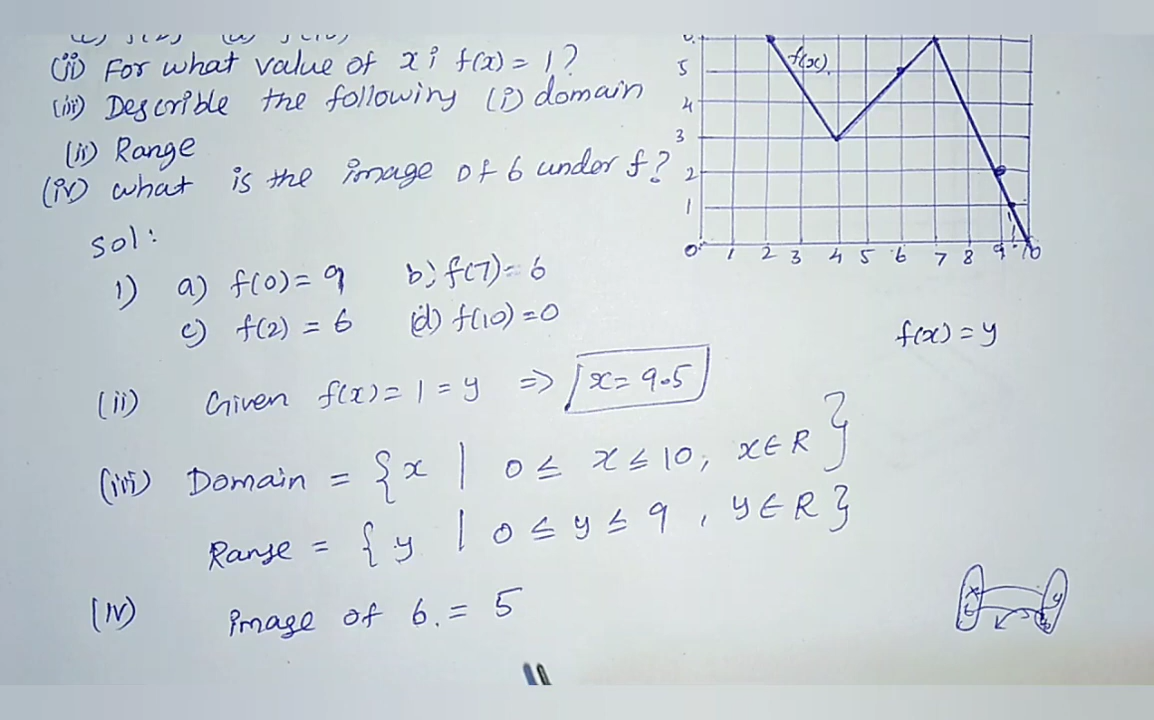 (ii) For what value of x ; f(x) = 1 ?
(iii) Describle the following (i) domain
(ii) Range
(iv) what is the image of 6 under f?
sol:
1) a) f(0) = 9 b) f(7) = 6
c) f(2) = 6 (d) f(10) = 0
(ii) Given f(x) = 1 = y => x = 9.5
(iii) Domain = { x | 0 ≤ x ≤ 10, x ∈ R }
Range = { y | 0 ≤ y ≤ 9 , y ∈ R }
(iv) image of 6. = 5
f(x)
5
4
3
2
1
0 1 2 3 4 5 6 7 8 9 10
f(x) = y
x y